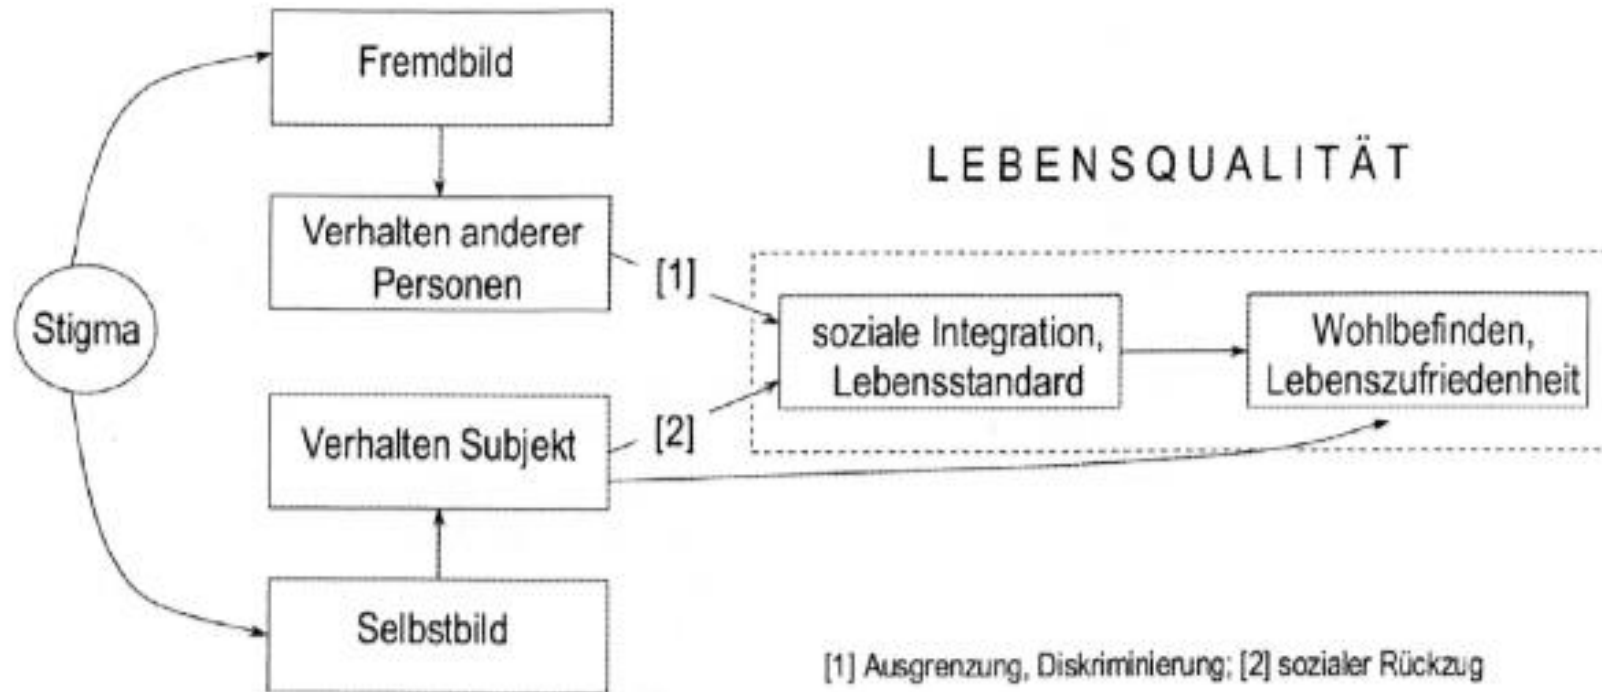 Fremdbild
LEBENSQUALITÄT
Verhalten anderer
Personen
[1]
Stigma
soziale Integration,
Lebensstandard
Wohlbefinden,
Lebenszufriedenheit
Verhalten Subjekt
[2]
Selbstbild
[1] Ausgrenzung, Diskriminierung; [2] sozialer Rückzug